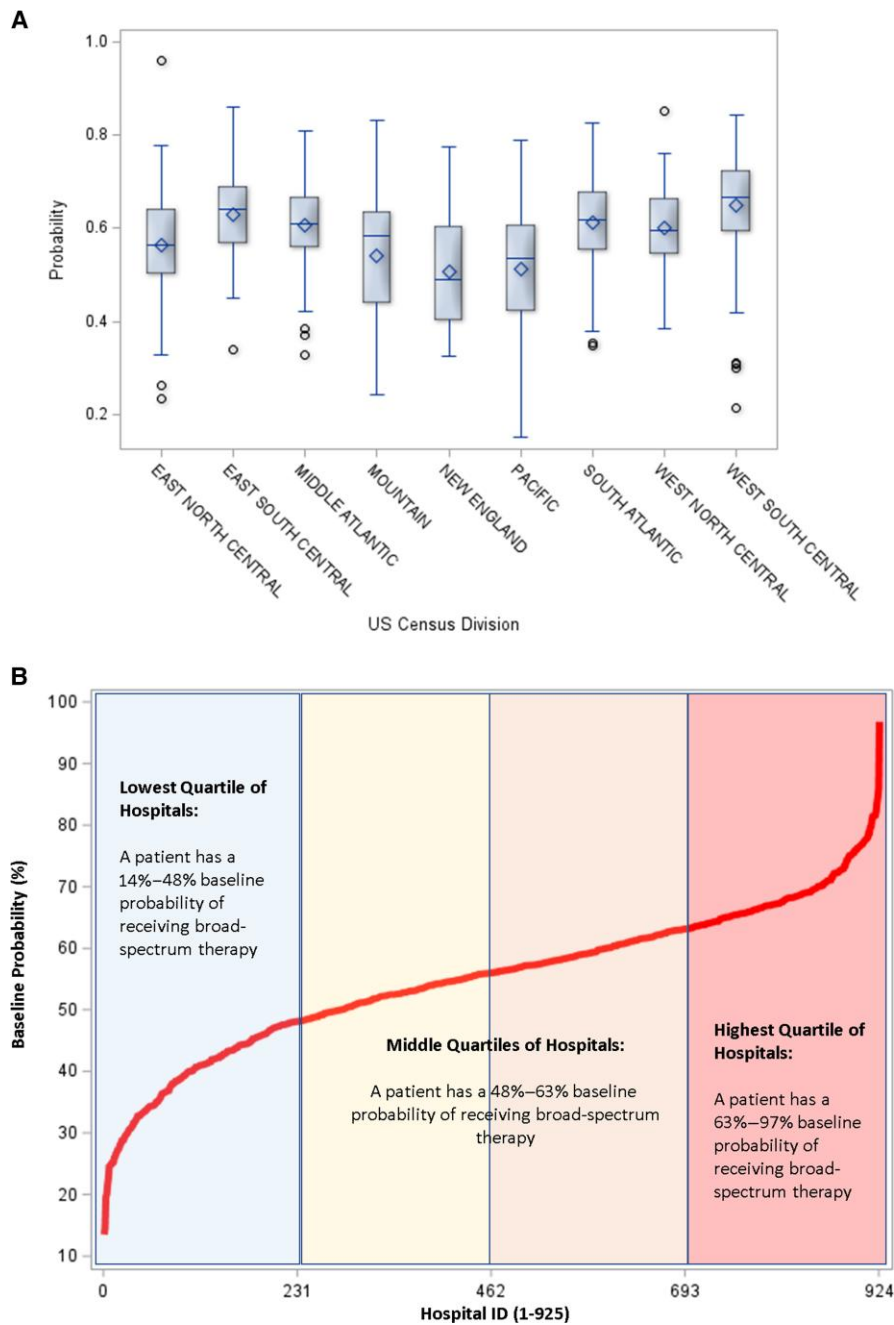 A
1.0
0.8
0.6
0.4
0.2
Probability
EAST NORTH CENTRAL
EAST SOUTH CENTRAL
MIDDLE ATLANTIC
MOUNTAIN
NEW ENGLAND
PACIFIC
SOUTH ATLANTIC
WEST NORTH CENTRAL
WEST SOUTH CENTRAL
US Census Division
B
100
90
80
70
60
50
40
30
20
10
Baseline Probability (%)
Lowest Quartile of
Hospitals:
A patient has a
14%–48% baseline
probability of
receiving broad-
spectrum therapy
Middle Quartiles of Hospitals:
A patient has a 48%–63% baseline
probability of receiving broad-spectrum
therapy
Highest Quartile of
Hospitals:
A patient has a
63%–97% baseline
probability of
receiving broad-
spectrum therapy
0
231
462
693
924
Hospital ID (1-925)